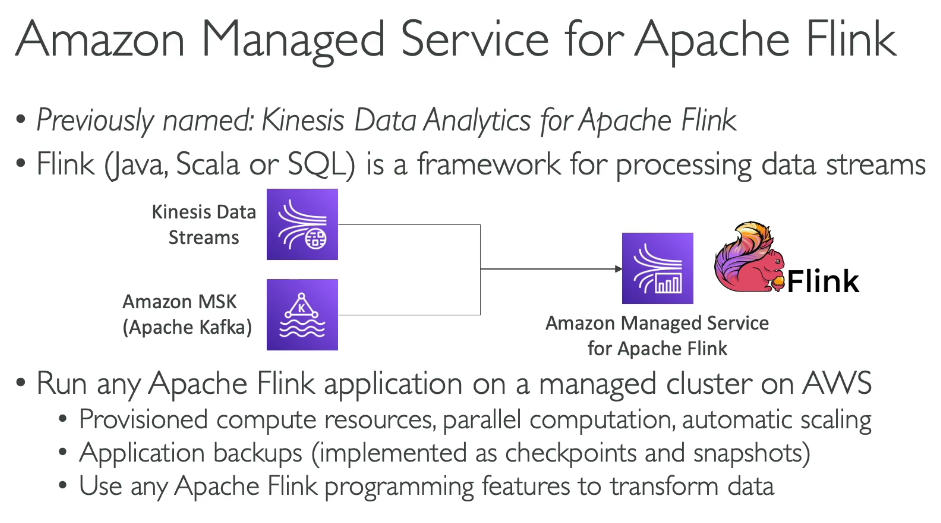 Amazon Managed Service for Apache Flink
• Previously named: Kinesis Data Analytics for Apache Flink
• Flink (Java, Scala or SQL) is a framework for processing data streams
Kinesis Data
Streams
Amazon MSK
(Apache Kafka)
K
Flink
Amazon Managed Service
for Apache Flink
• Run any Apache Flink application on a managed cluster on AWS
• Provisioned compute resources, parallel computation, automatic scaling
• Application backups (implemented as checkpoints and snapshots)
• Use any Apache Flink programming features to transform data